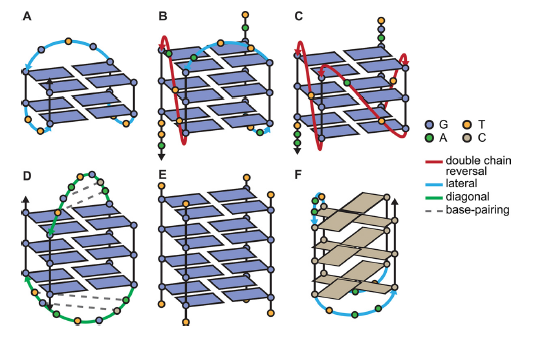 A
B
C
G T
A C
double chain
reversal
lateral
diagonal
base-pairing
D
E
F